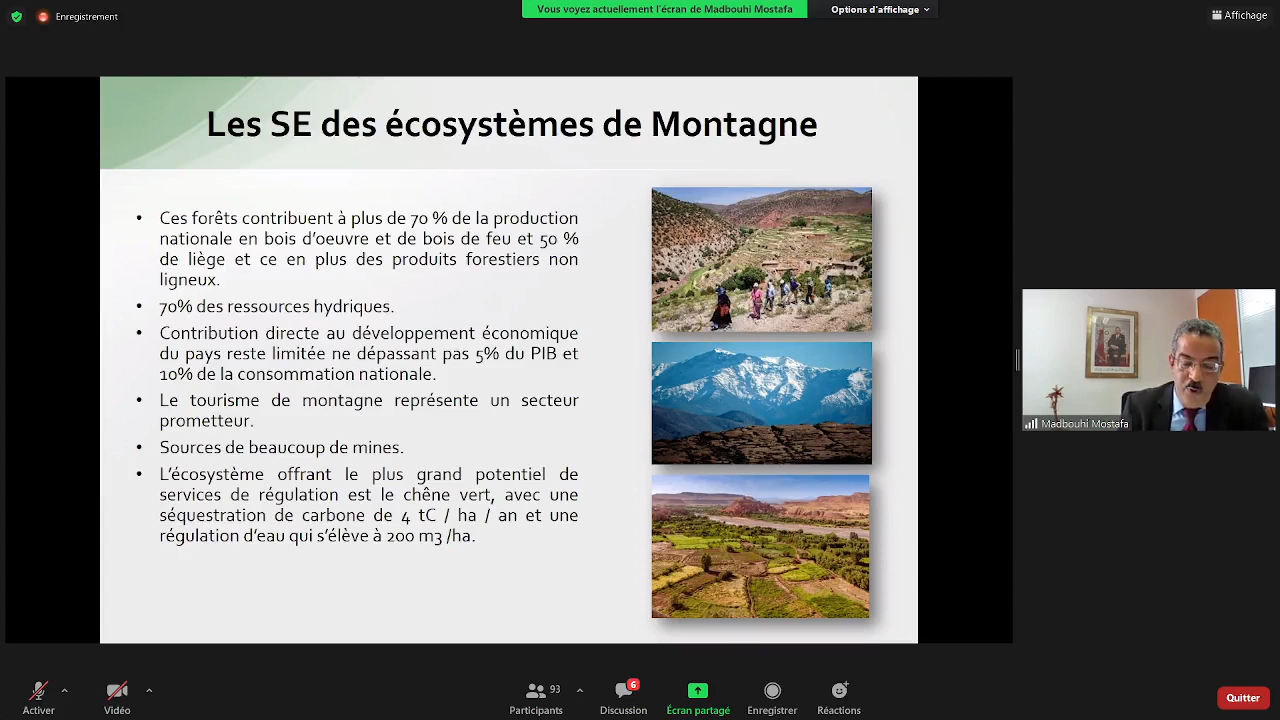 Enregistrement
Vous voyez actuellement l'écran de Madbouhi Mostafa
Options d'affichage
Affichage
Les SE des écosystèmes de Montagne
• Ces forêts contribuent à plus de 70 % de la production
nationale en bois d'oeuvre et de bois de feu et 50 %
de liège et ce en plus des produits forestiers non
ligneux.
• 70% des ressources hydriques.
• Contribution directe au développement économique
du pays reste limitée ne dépassant pas 5% du PIB et
10% de la consommation nationale.
• Le tourisme de montagne représente un secteur
prometteur.
• Sources de beaucoup de mines.
• L'écosystème offrant le plus grand potentiel de
services de régulation est le chêne vert, avec une
séquestration de carbone de 4 tC / ha / an et une
régulation d'eau qui s'élève à 200 m3 /ha.
Madbouhi Mostafa
Activer
Vidéo
93
Participants
6
Discussion
Écran partagé
Enregistrer
Réactions
Quitter